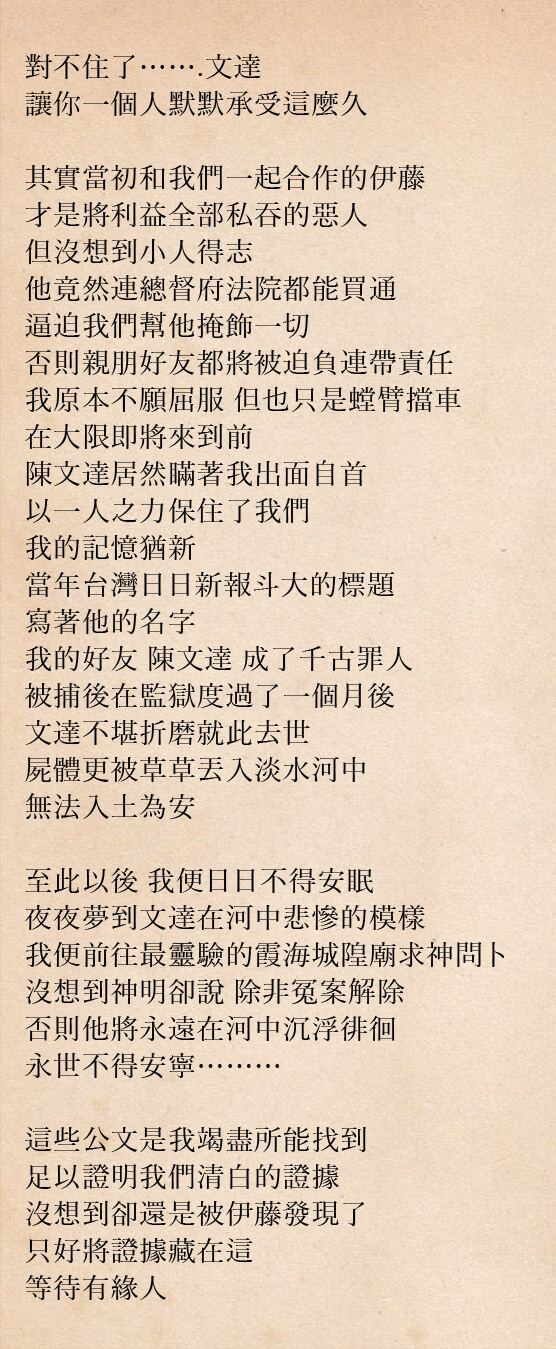 對不住了⋯⋯.文達
讓你一個人默默承受這麼久
其實當初和我們一起合作的伊藤
才是將利益全部私吞的惡人
但沒想到小人得志
他竟然連總督府法院都能買通
逼迫我們幫他掩飾一切
否則親朋好友都將被迫負連帶責任
我原本不願屈服 但也只是螳臂擋車
在大限即將來到前
陳文達居然瞞著我出面自首
以一人之力保住了我們
我的記憶猶新
當年台灣日日新報斗大的標題
寫著他的名字
我的好友 陳文達 成了千古罪人
被捕後在監獄度過了一個月後
文達不堪折磨就此去世
屍體更被草草丟入淡水河中
無法入土為安
至此以後 我便日日不得安眠
夜夜夢到文達在河中悲慘的模樣
我便前往最靈驗的霞海城隍廟求神問卜
沒想到神明卻說 除非冤案解除
否則他將永遠在河中沉浮徘徊
永世不得安寧⋯⋯⋯
這些公文是我竭盡所能找到
足以證明我們清白的證據
沒想到卻還是被伊藤發現了
只好將證據藏在這
等待有緣人